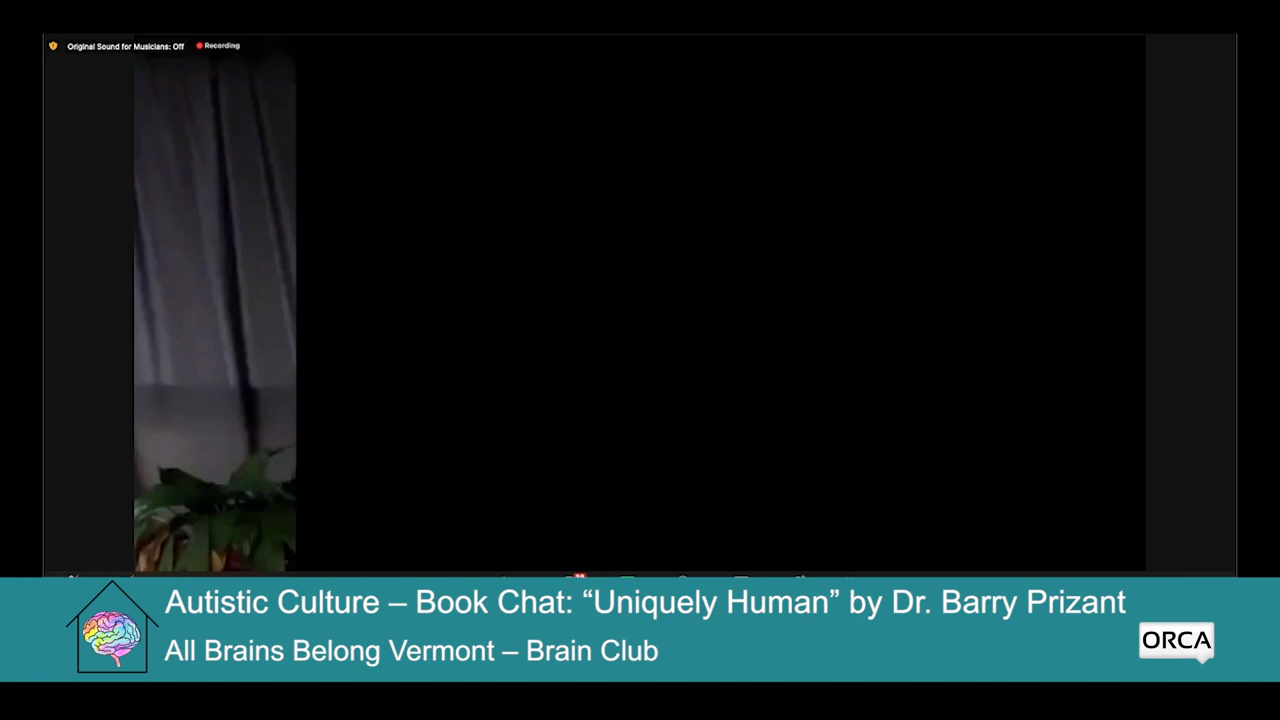 Original Sound for Musicians: Off
Recording
Autistic Culture – Book Chat: “Uniquely Human” by Dr. Barry Prizant
All Brains Belong Vermont – Brain Club
ORCA